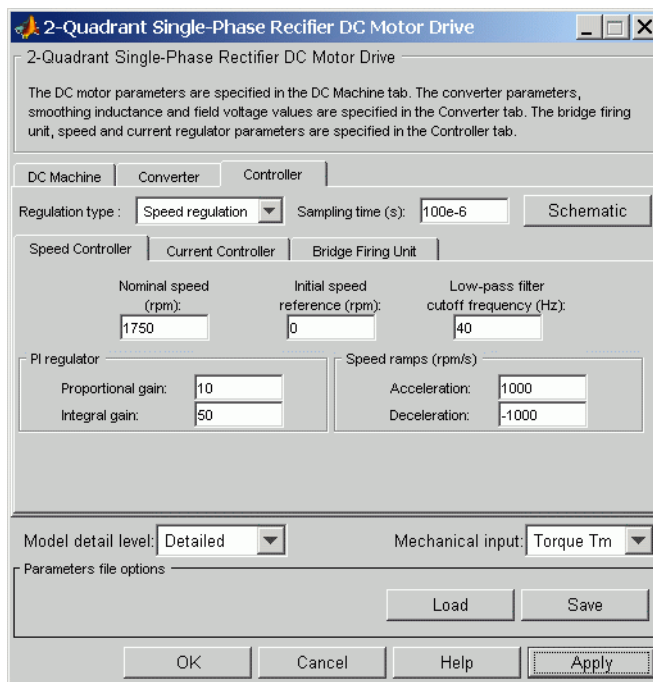 2-Quadrant Single-Phase Recifier DC Motor Drive
2-Quadrant Single-Phase Rectifier DC Motor Drive
The DC motor parameters are specified in the DC Machine tab. The converter parameters,
smoothing inductance and field voltage values are specified in the Converter tab. The bridge firing
unit, speed and current regulator parameters are specified in the Controller tab.
DC Machine Converter Controller
Regulation type : Speed regulation Sampling time (s): 100e-6 Schematic
Speed Controller Current Controller Bridge Firing Unit
Nominal speed Initial speed Low-pass filter
(rpm): reference (rpm): cutoff frequency (Hz):
1750 0 40
PI regulator Speed ramps (rpm/s)
Proportional gain: 10 Acceleration: 1000
Integral gain: 50 Deceleration: -1000
Model detail level: Detailed Mechanical input: Torque Tm
Parameters file options
Load Save
OK Cancel Help Apply